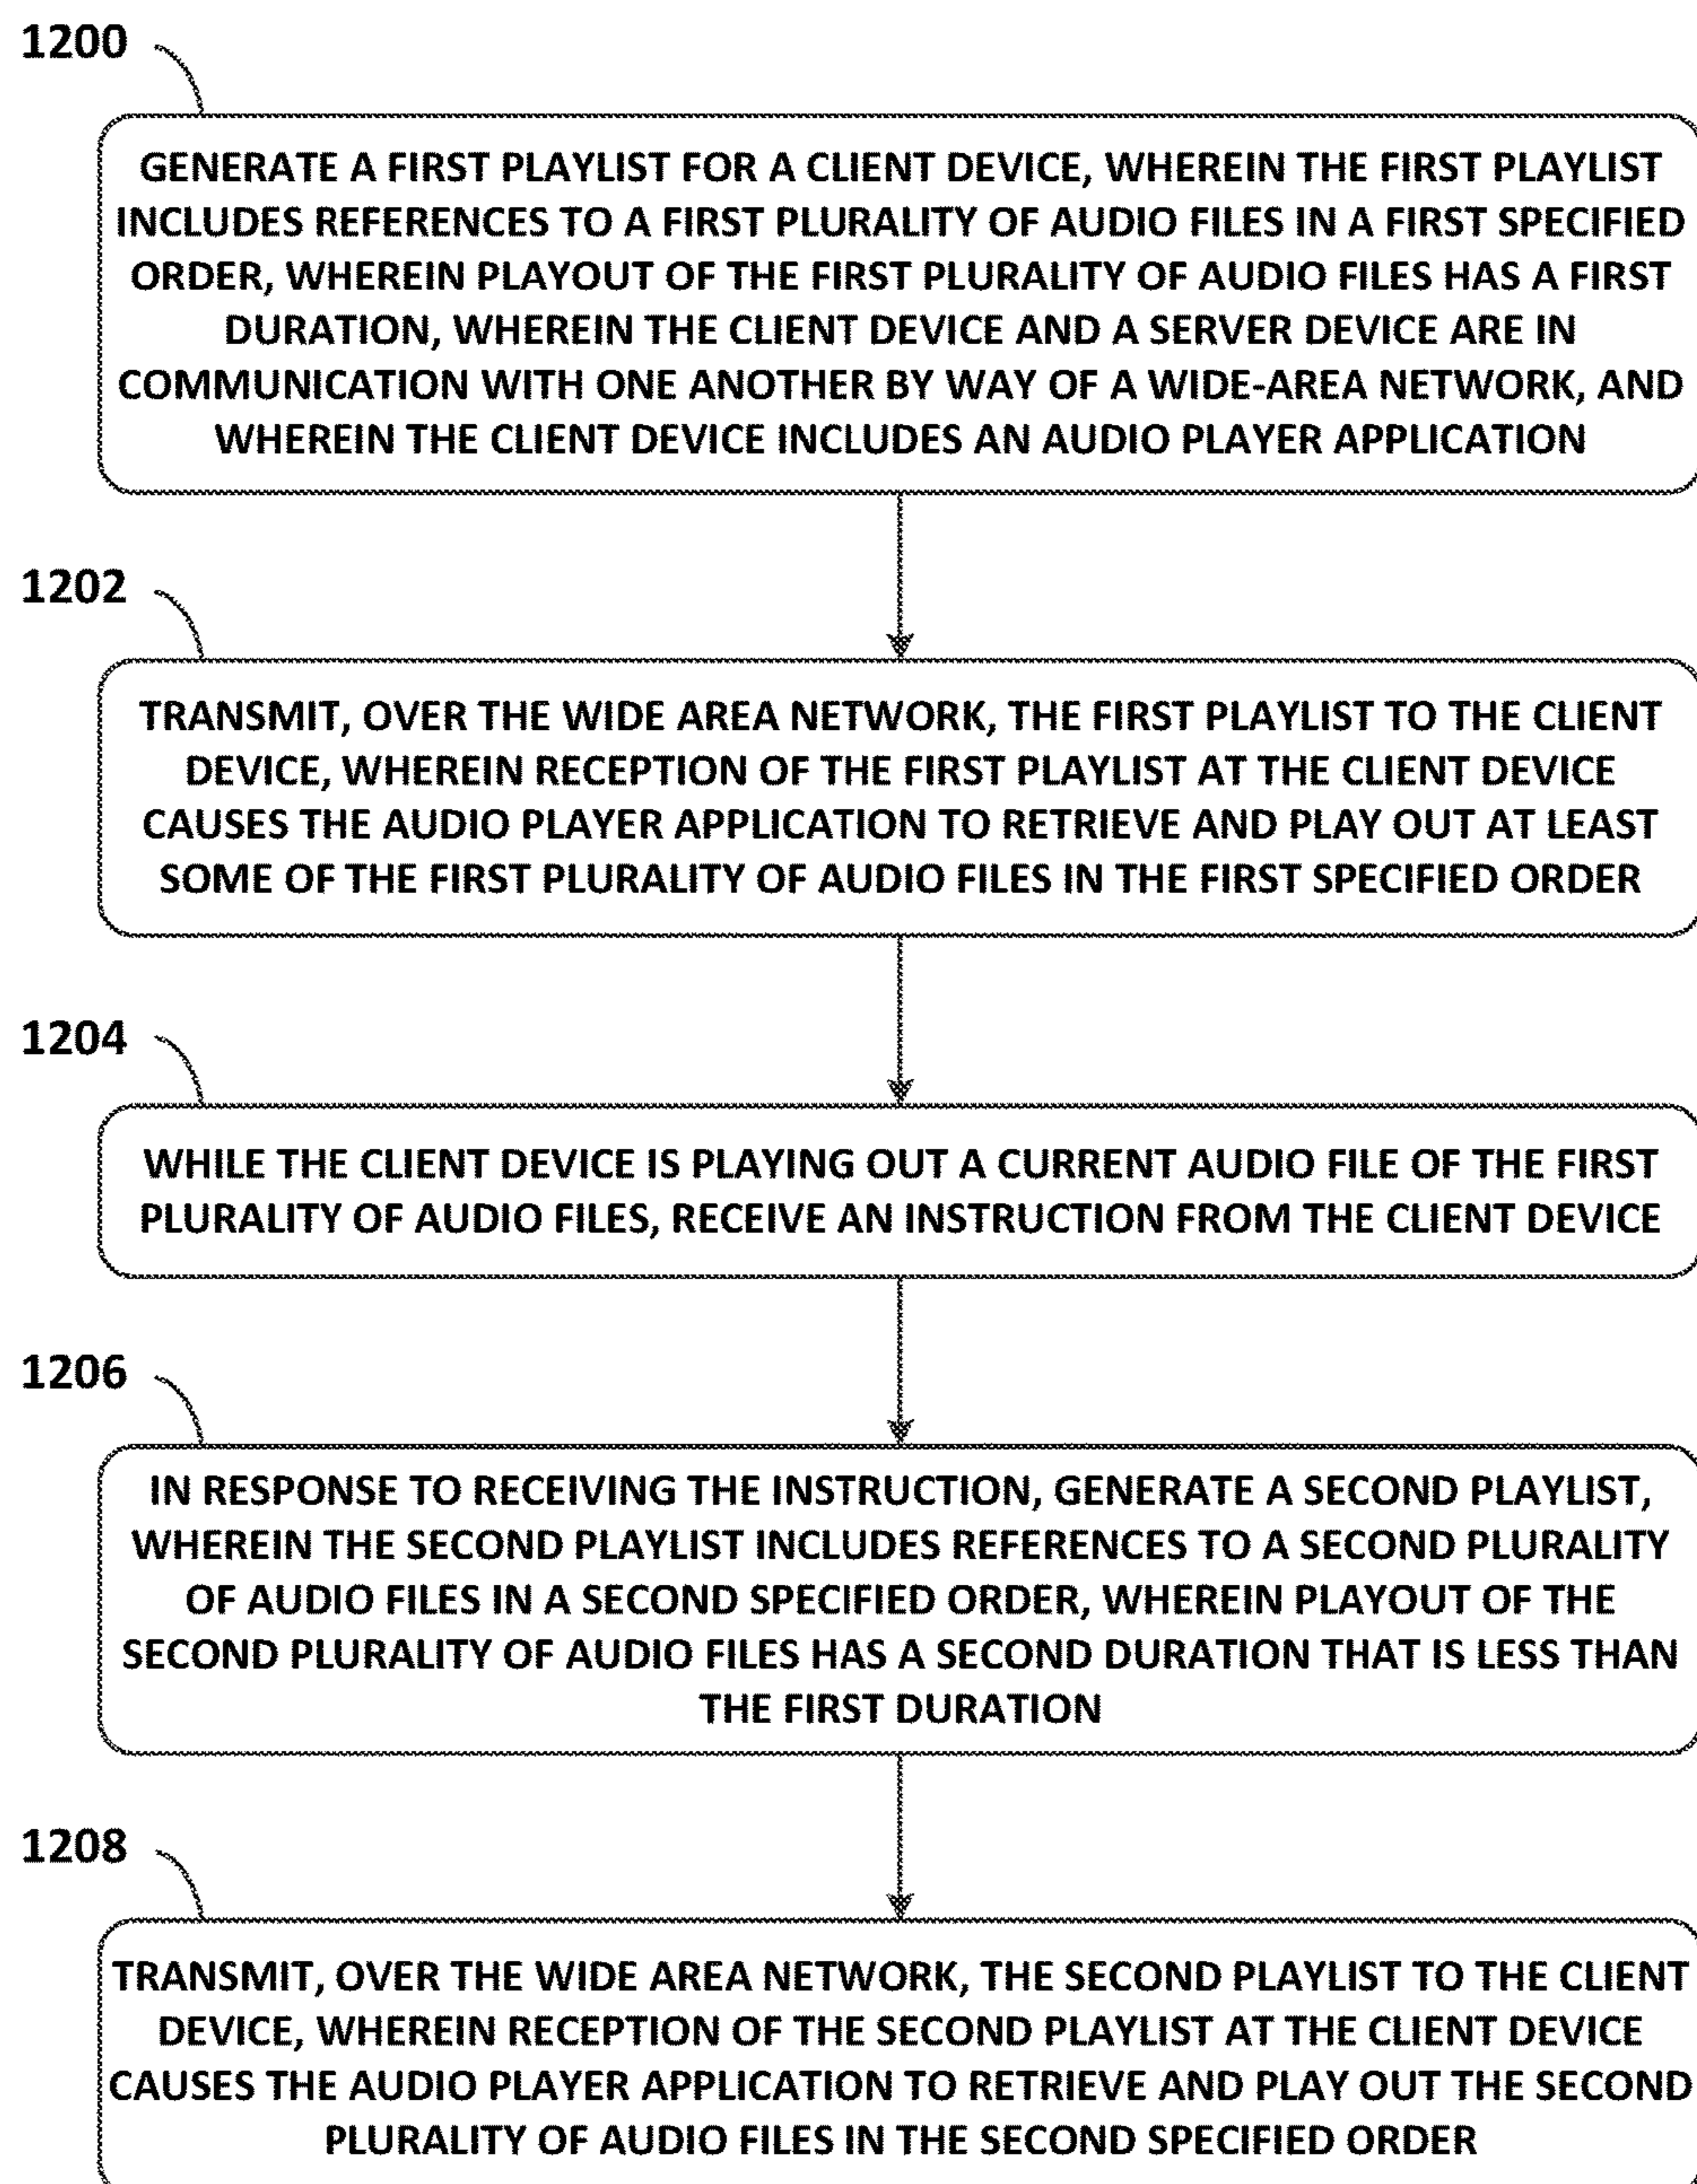 1200
GENERATE A FIRST PLAYLIST FOR A CLIENT DEVICE, WHEREIN THE FIRST PLAYLIST
INCLUDES REFERENCES TO A FIRST PLURALITY OF AUDIO FILES IN A FIRST SPECIFIED
ORDER, WHEREIN PLAYOUT OF THE FIRST PLURALITY OF AUDIO FILES HAS A FIRST
DURATION, WHEREIN THE CLIENT DEVICE AND A SERVER DEVICE ARE IN
COMMUNICATION WITH ONE ANOTHER BY WAY OF A WIDE-AREA NETWORK, AND
WHEREIN THE CLIENT DEVICE INCLUDES AN AUDIO PLAYER APPLICATION
1202
TRANSMIT, OVER THE WIDE AREA NETWORK, THE FIRST PLAYLIST TO THE CLIENT
DEVICE, WHEREIN RECEPTION OF THE FIRST PLAYLIST AT THE CLIENT DEVICE
CAUSES THE AUDIO PLAYER APPLICATION TO RETRIEVE AND PLAY OUT AT LEAST
SOME OF THE FIRST PLURALITY OF AUDIO FILES IN THE FIRST SPECIFIED ORDER
1204
WHILE THE CLIENT DEVICE IS PLAYING OUT A CURRENT AUDIO FILE OF THE FIRST
PLURALITY OF AUDIO FILES, RECEIVE AN INSTRUCTION FROM THE CLIENT DEVICE
1206
IN RESPONSE TO RECEIVING THE INSTRUCTION, GENERATE A SECOND PLAYLIST,
WHEREIN THE SECOND PLAYLIST INCLUDES REFERENCES TO A SECOND PLURALITY
OF AUDIO FILES IN A SECOND SPECIFIED ORDER, WHEREIN PLAYOUT OF THE
SECOND PLURALITY OF AUDIO FILES HAS A SECOND DURATION THAT IS LESS THAN
THE FIRST DURATION
1208
TRANSMIT, OVER THE WIDE AREA NETWORK, THE SECOND PLAYLIST TO THE CLIENT
DEVICE, WHEREIN RECEPTION OF THE SECOND PLAYLIST AT THE CLIENT DEVICE
CAUSES THE AUDIO PLAYER APPLICATION TO RETRIEVE AND PLAY OUT THE SECOND
PLURALITY OF AUDIO FILES IN THE SECOND SPECIFIED ORDER